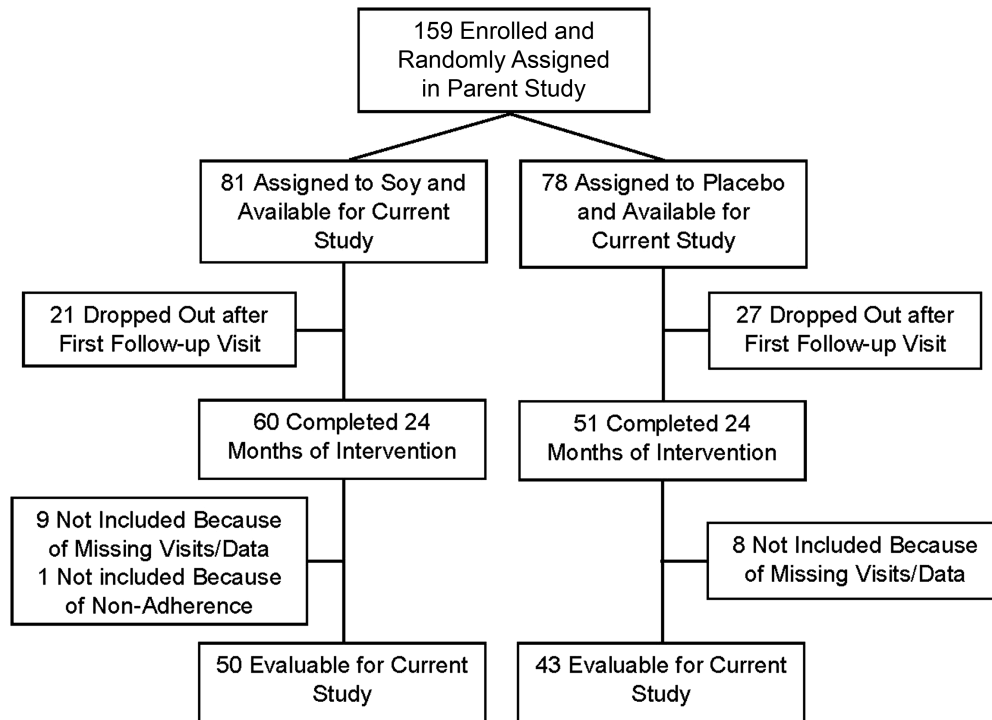 159 Enrolled and
Randomly Assigned
in Parent Study
81 Assigned to Soy and
Available for Current
Study
78 Assigned to Placebo
and Available for
Current Study
21 Dropped Out after
First Follow-up Visit
27 Dropped Out after
First Follow-up Visit
60 Completed 24
Months of Intervention
51 Completed 24
Months of Intervention
9 Not Included Because
of Missing Visits/Data
1 Not included Because
of Non-Adherence
8 Not Included Because
of Missing Visits/Data
50 Evaluable for Current
Study
43 Evaluable for Current
Study